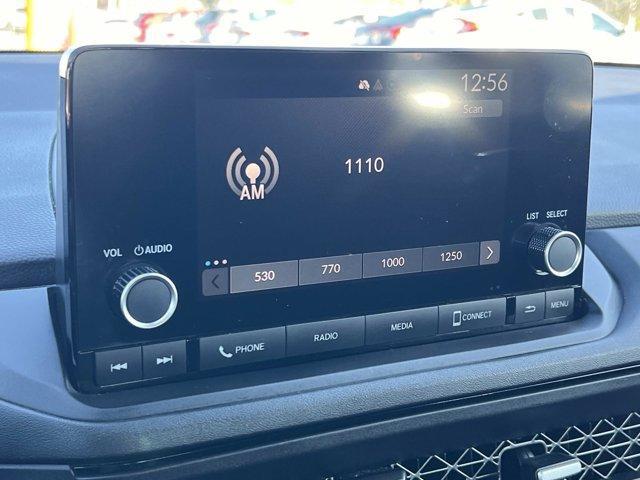 12:56
Scan
1110
AM
LIST SELECT
VOL AUDIO
530 770 1000 1250
PHONE RADIO MEDIA CONNECT MENU